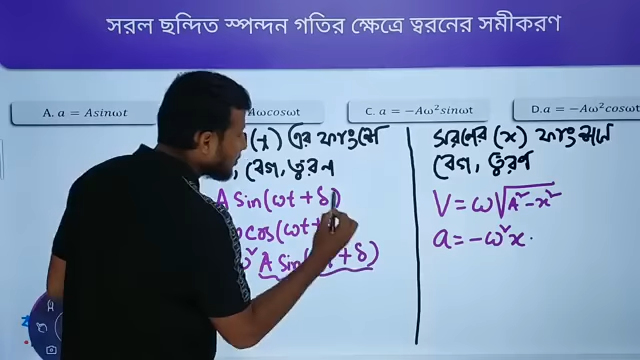 সরল ছন্দিত স্পন্দন গতির ক্ষেত্রে ত্বরনের সমীকরণ
A. a = Asinωt
Aωcosωt
C. a = −Aω²sinωt
D. a = −Aω²cosωt
(t) এর ফাংশনে
, বেগ, ত্বরণ
A Sin(ωt + δ)
cos(ωt +
A Sin( + δ)
সরণের (x) ফাংশনে
বেগ, ত্বরণ
V = ω√A² − x²
a = −ω²x.